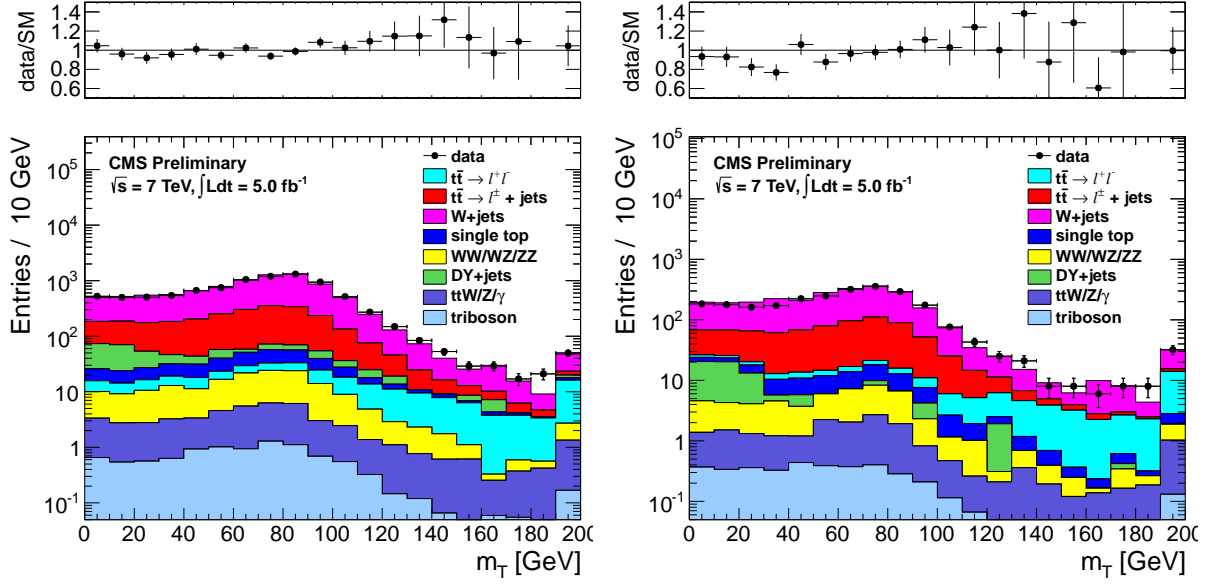 data/SM
1.4
1.2
1
0.8
0.6
Entries / 10 GeV
10⁵
10⁴
10³
10²
10
1
10⁻¹
CMS Preliminary
√s = 7 TeV, ∫Ldt = 5.0 fb⁻¹
data
tt̄ → l⁺l⁻
tt̄ → l± + jets
W+jets
single top
WW/WZ/ZZ
DY+jets
ttW/Z/γ
triboson
0 20 40 60 80 100 120 140 160 180 200
m_T [GeV]
data/SM
1.4
1.2
1
0.8
0.6
Entries / 10 GeV
10⁵
10⁴
10³
10²
10
1
10⁻¹
CMS Preliminary
√s = 7 TeV, ∫Ldt = 5.0 fb⁻¹
data
tt̄ → l⁺l⁻
tt̄ → l± + jets
W+jets
single top
WW/WZ/ZZ
DY+jets
ttW/Z/γ
triboson
0 20 40 60 80 100 120 140 160 180 200
m_T [GeV]